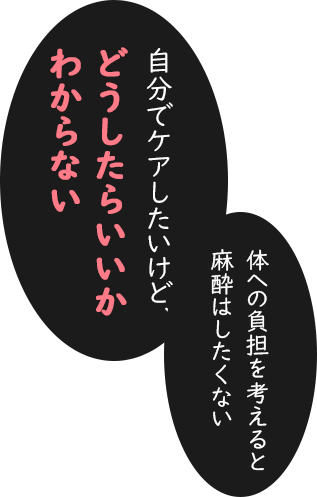 自分でケアしたいけど、
どうしたらいいか
わからない
体への負担を考えると
麻酔はしたくない